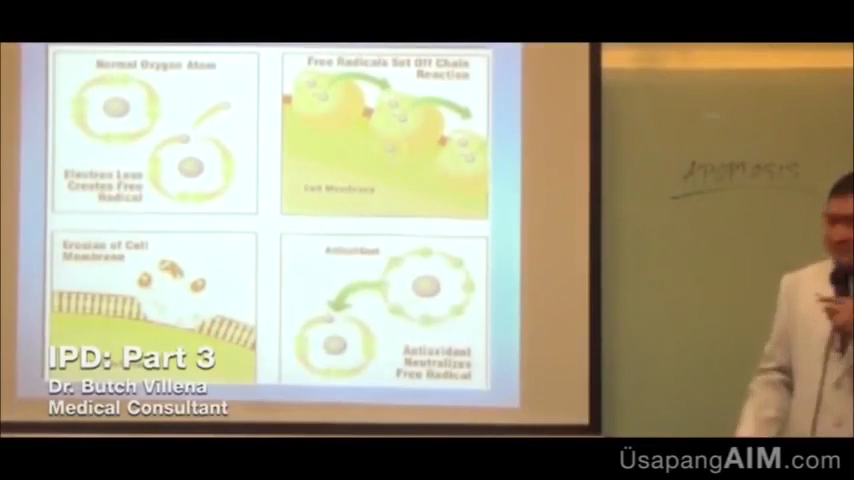 Normal Oxygen Atom
Electron Loss
Creates Free
Radical
Free Radicals Set Off Chain
Reaction
Cell Membrane
Erosion of Cell
Membrane
Antioxidant
Antioxidant
Neutralizes
Free Radical
APOPTOSIS
IPD: Part 3
Dr. Butch Villena
Medical Consultant
ÜsapangAIM.com